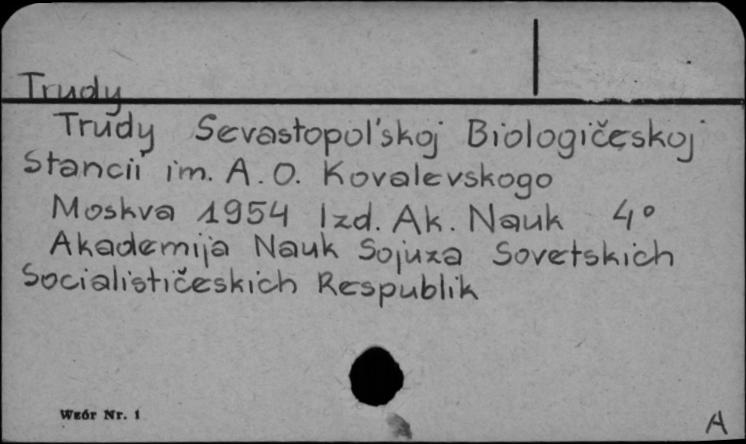 Trudy
Trudy Sevastopol'skoj Biologičeskoj
Stancii im. A.O. Kovalevskogo
Moskva 1954 Izd. Ak. Nauk 4°
Akademija Nauk Sojuza Sovetskich
Socialističeskich Respublik
Wzór Nr. 1
A